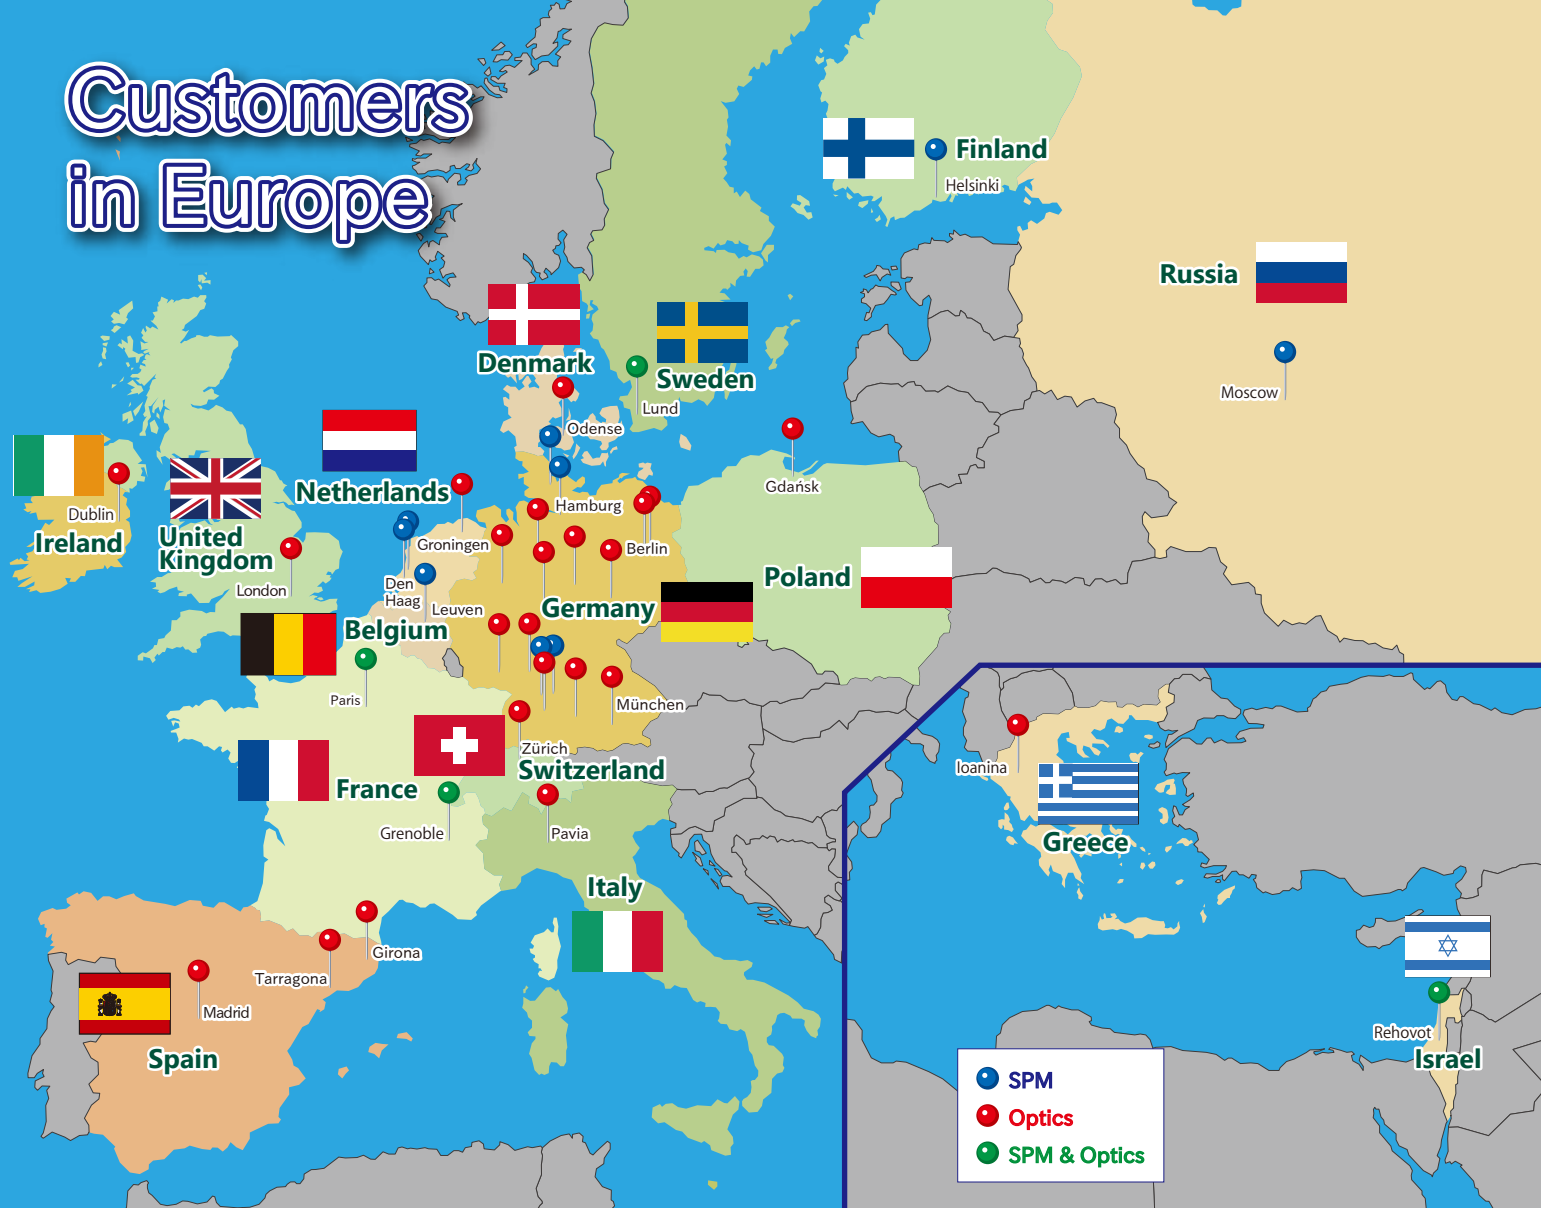 Customers
in Europe
Finland
Helsinki
Russia
Moscow
Denmark
Sweden
Lund
Odense
Gdańsk
Netherlands
Hamburg
Dublin
Ireland
United
Kingdom
London
Groningen
Berlin
Den
Haag
Leuven
Germany
Poland
Belgium
Paris
München
Zürich
Switzerland
France
Grenoble
Pavia
Italy
Girona
Tarragona
Madrid
Spain
Ioanina
Greece
Rehovot
Israel
SPM
Optics
SPM & Optics